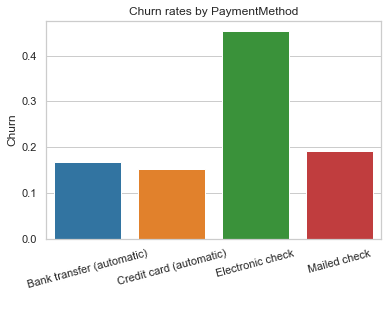 Churn rates by PaymentMethod
Churn
0.4
0.3
0.2
0.1
0.0
Bank transfer (automatic)
Credit card (automatic)
Electronic check
Mailed check